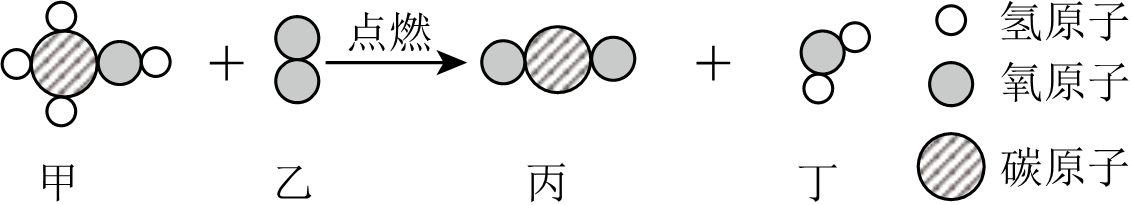 点燃
甲 + 乙 丙 + 丁
氢原子
氧原子
碳原子